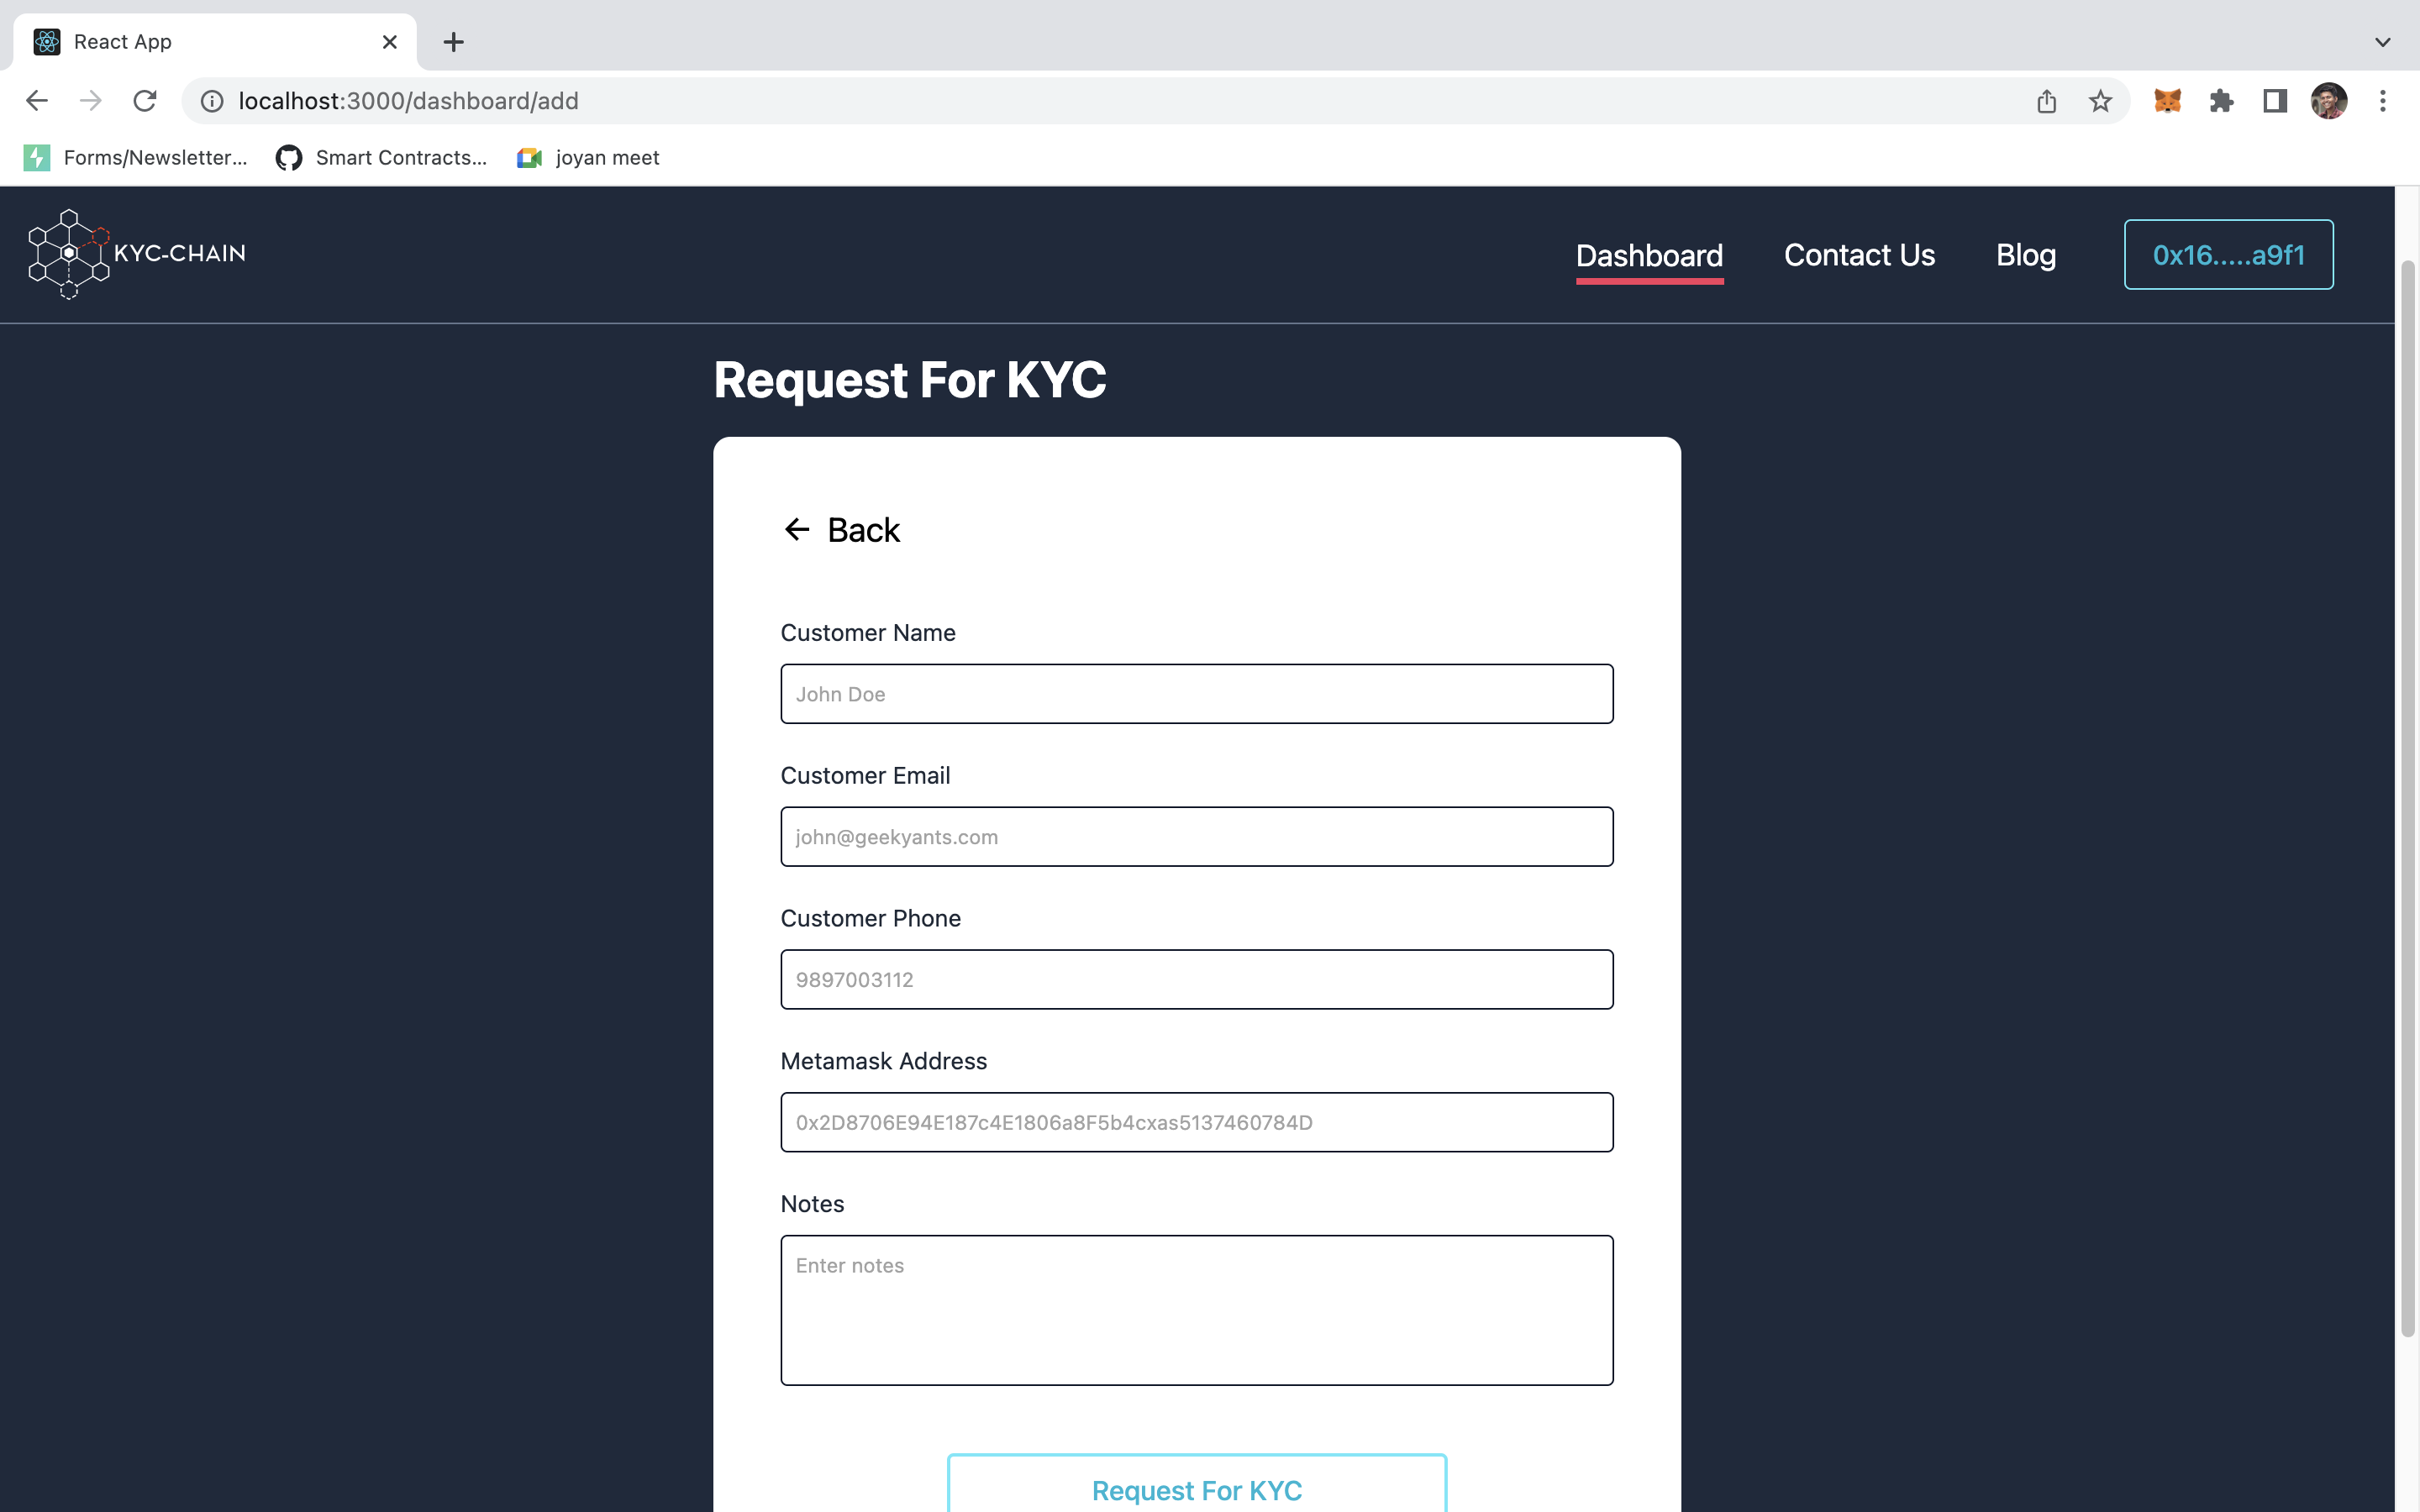 React App
localhost:3000/dashboard/add
Forms/Newsletter... Smart Contracts... joyan meet
KYC-CHAIN Dashboard Contact Us Blog 0x16.....a9f1
Request For KYC
Back
Customer Name
John Doe
Customer Email
john@geekyants.com
Customer Phone
9897003112
Metamask Address
0x2D8706E94E187c4E1806a8F5b4cxas5137460784D
Notes
Enter notes
Request For KYC